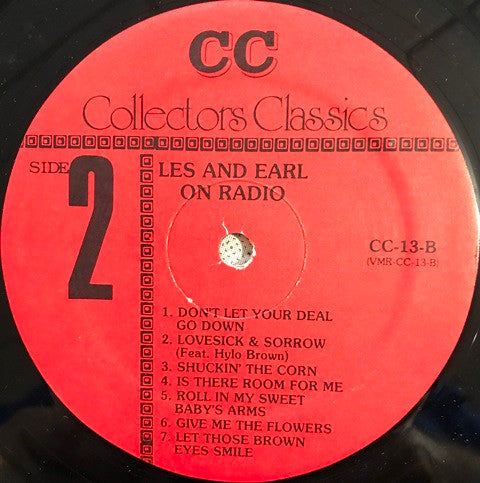 CC
Collectors Classics
SIDE 2
LES AND EARL
ON RADIO
CC-13-B
(VMR-CC-13-B)
1. DON'T LET YOUR DEAL
GO DOWN
2. LOVESICK & SORROW
(Feat. Hylo Brown)
3. SHUCKIN' THE CORN
4. IS THERE ROOM FOR ME
5. ROLL IN MY SWEET
BABY'S ARMS
6. GIVE ME THE FLOWERS
7. LET THOSE BROWN
EYES SMILE